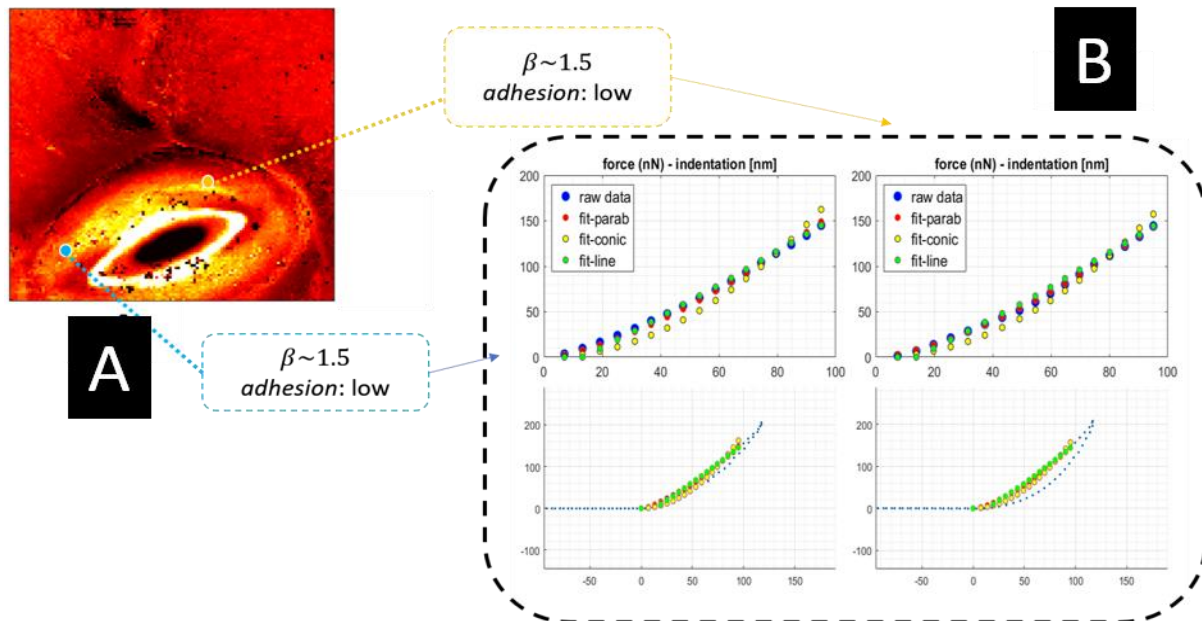 β~1.5
adhesion: low
B
A
β~1.5
adhesion: low
force (nN) - indentation [nm]
200
150
100
50
0
raw data
fit-parab
fit-conic
fit-line
0 20 40 60 80 100
force (nN) - indentation [nm]
200
150
100
50
0
raw data
fit-parab
fit-conic
fit-line
0 20 40 60 80 100
200
100
0
-100
-50 0 50 100 150
200
100
0
-100
-50 0 50 100 150